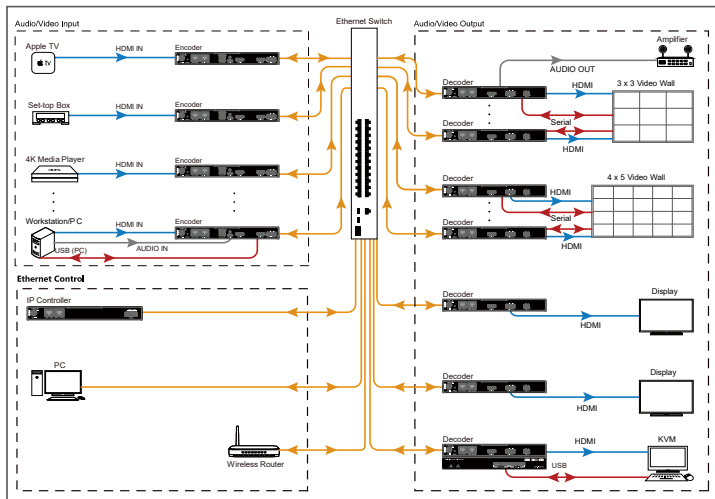 Audio/Video Input
Ethernet Switch
Audio/Video Output
Apple TV
HDMI IN
Encoder
tv
Amplifier
AUDIO OUT
Decoder
HDMI
3 x 3 Video Wall
Set-top Box
HDMI IN
Encoder
Decoder
Serial
HDMI
4K Media Player
HDMI IN
Encoder
Decoder
HDMI
4 x 5 Video Wall
Workstation/PC
HDMI IN
Encoder
AUDIO IN
USB (PC)
Decoder
Serial
HDMI
Ethernet Control
IP Controller
Decoder
HDMI
Display
PC
Decoder
HDMI
Display
Wireless Router
Decoder
HDMI
KVM
USB